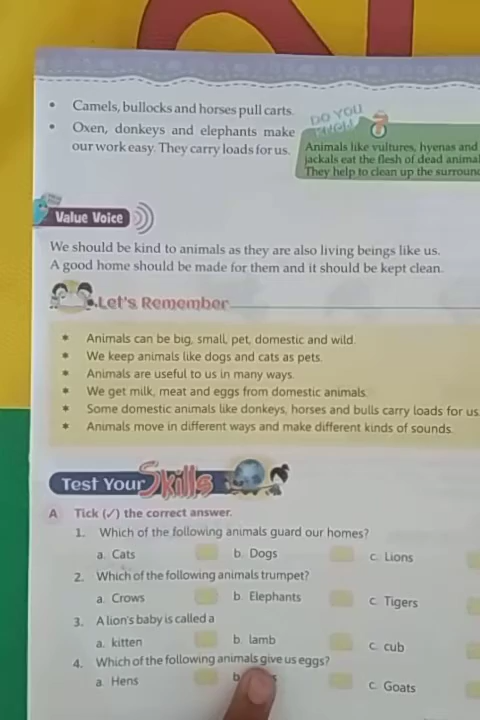 • Camels, bullocks and horses pull carts.
• Oxen, donkeys and elephants make
our work easy. They carry loads for us.
DO YOU
Animals like vultures, hyenas and
jackals eat the flesh of dead
They help to clean up the
Value Voice
We should be kind to animals as they are also living beings like us.
A good home should be made for them and it should be kept clean.
Let's Remember
* Animals can be big, small, pet, domestic and wild.
* We keep animals like dogs and cats as pets.
* Animals are useful to us in many ways.
* We get milk, meat and eggs from domestic animals.
* Some domestic animals like donkeys, horses and bulls carry loads for us.
* Animals move in different ways and make different kinds of sounds.
Test Your Skills
A. Tick (✓) the correct answer.
1. Which of the following animals guard our homes?
a. Cats b. Dogs c. Lions
2. Which of the following animals trumpet?
a. Crows b. Elephants c. Tigers
3. A lion's baby is called a
a. kitten b. lamb c. cub
4. Which of the following animals give us eggs?
a. Hens b. c. Goats